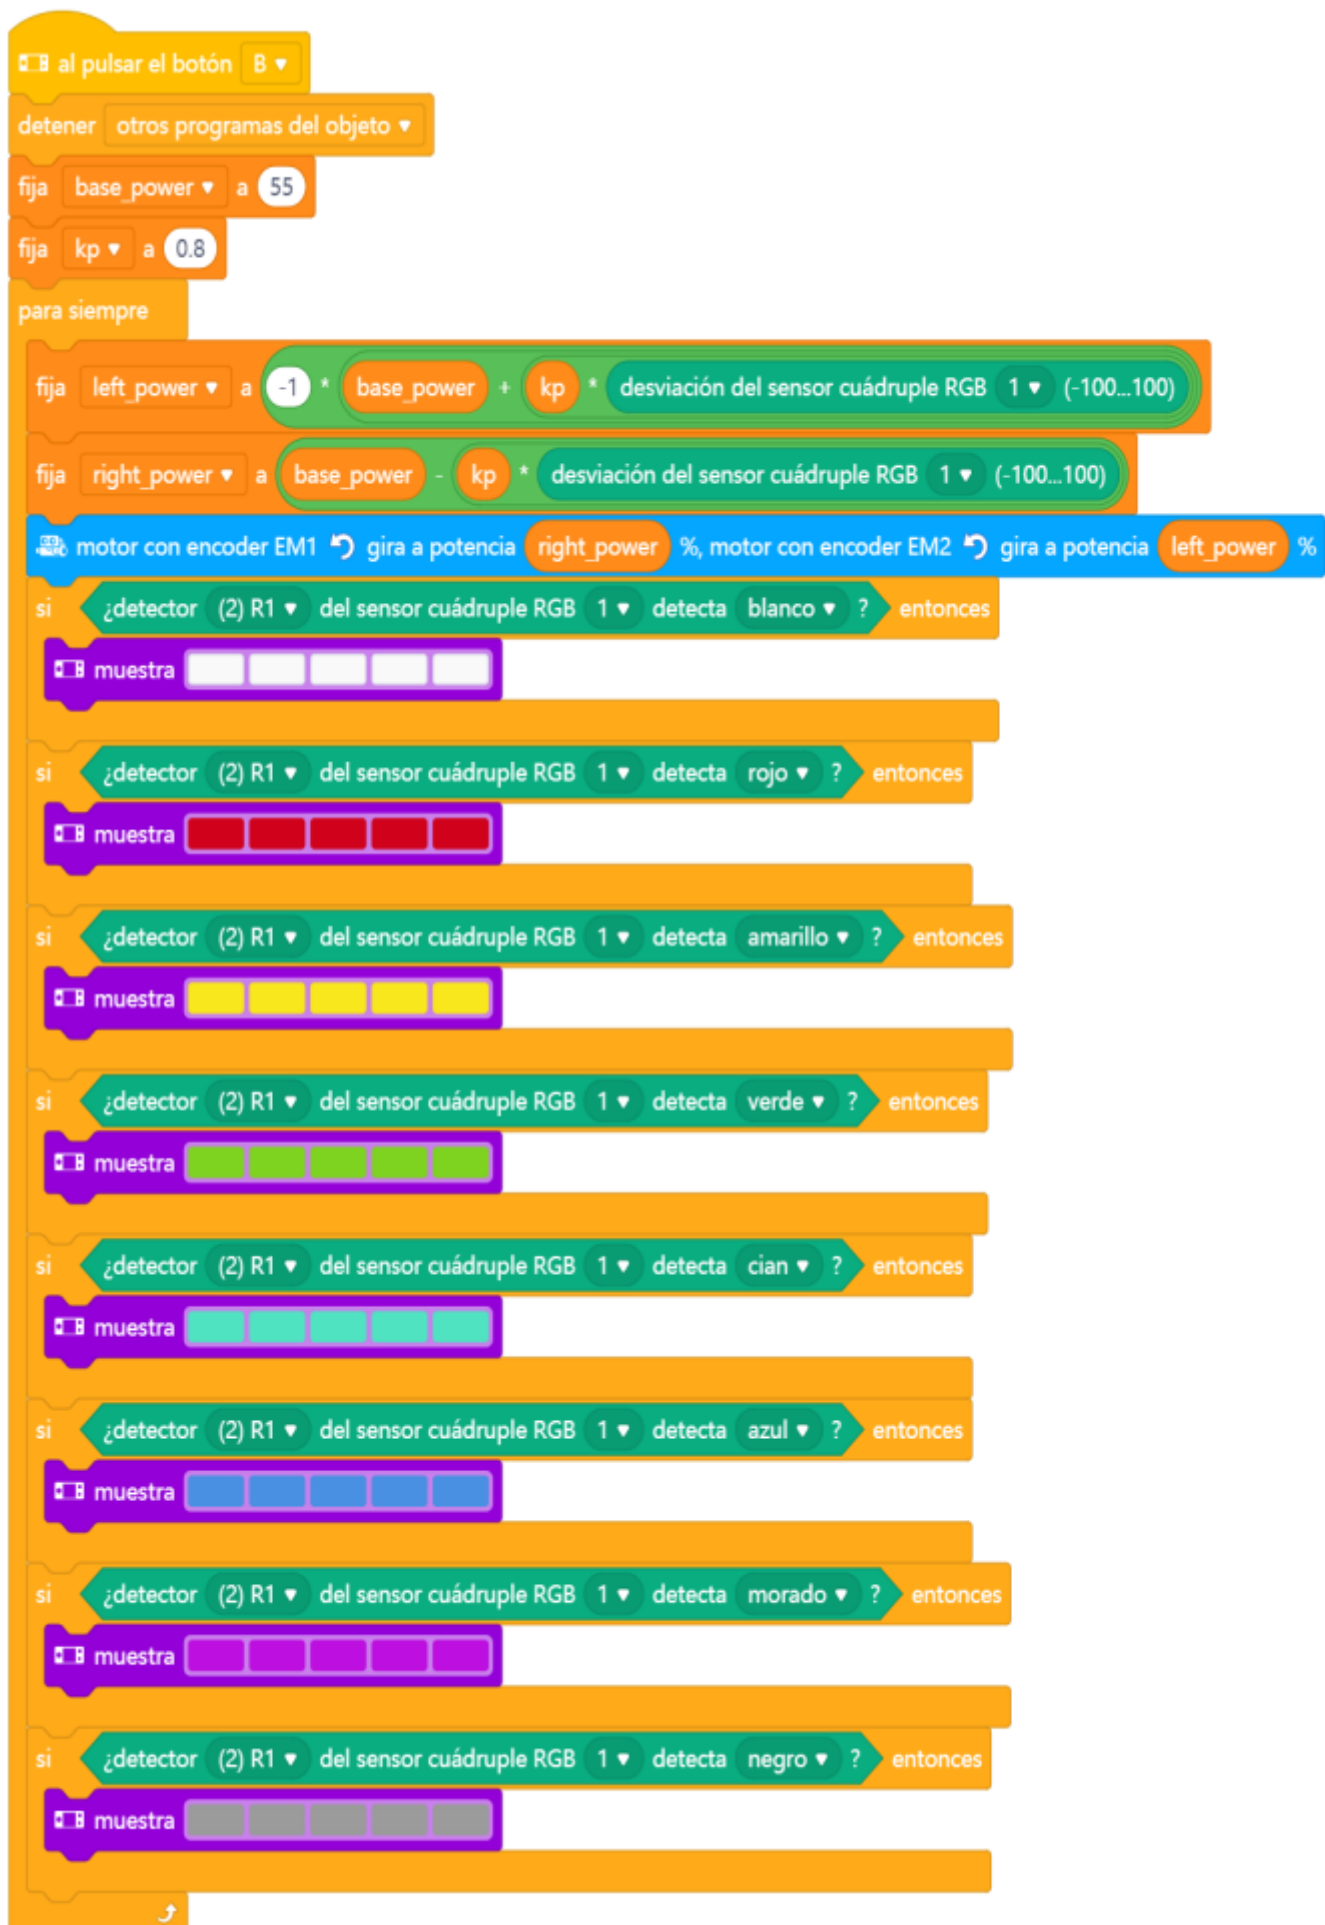 al pulsar el botón B
detener otros programas del objeto
fija base_power a 55
fija kp a 0.8
para siempre
fija left_power a -1 * base_power + kp * desviación del sensor cuádruple RGB 1 (-100...100)
fija right_power a base_power - kp * desviación del sensor cuádruple RGB 1 (-100...100)
motor con encoder EM1 gira a potencia right_power %, motor con encoder EM2 gira a potencia left_power %
si ¿detector (2) R1 del sensor cuádruple RGB 1 detecta blanco ? entonces
muestra
si ¿detector (2) R1 del sensor cuádruple RGB 1 detecta rojo ? entonces
muestra
si ¿detector (2) R1 del sensor cuádruple RGB 1 detecta amarillo ? entonces
muestra
si ¿detector (2) R1 del sensor cuádruple RGB 1 detecta verde ? entonces
muestra
si ¿detector (2) R1 del sensor cuádruple RGB 1 detecta cian ? entonces
muestra
si ¿detector (2) R1 del sensor cuádruple RGB 1 detecta azul ? entonces
muestra
si ¿detector (2) R1 del sensor cuádruple RGB 1 detecta morado ? entonces
muestra
si ¿detector (2) R1 del sensor cuádruple RGB 1 detecta negro ? entonces
muestra